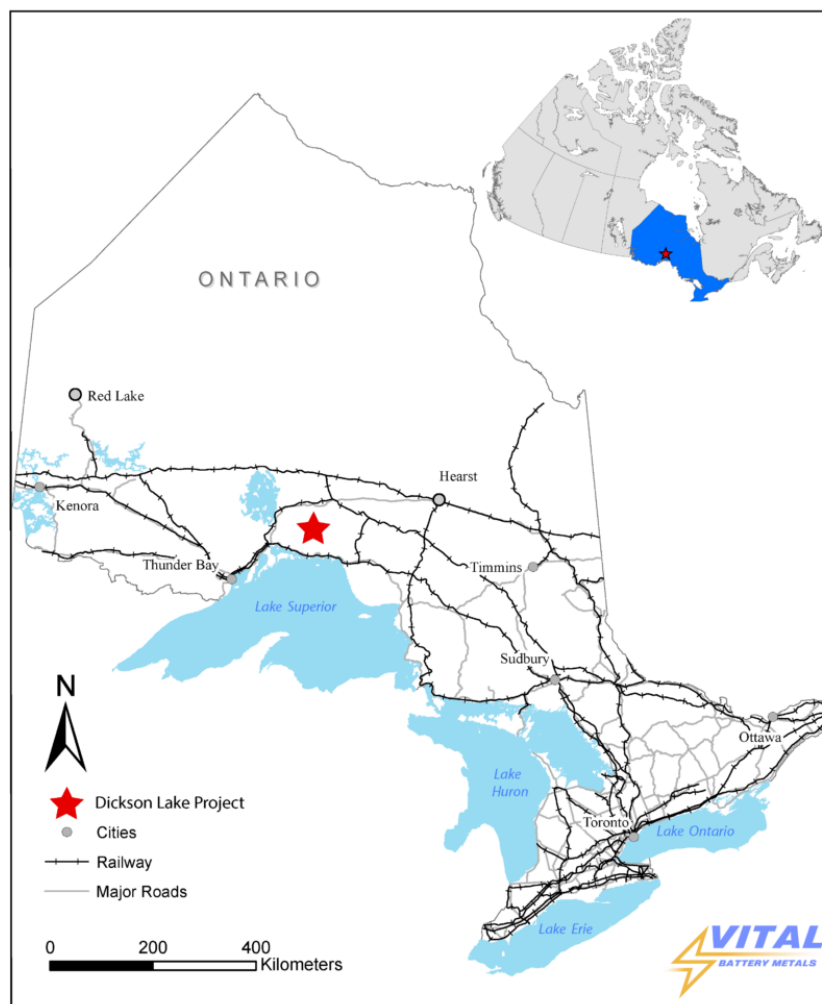 ONTARIO
Red Lake
Hearst
Kenora
Thunder Bay
Timmins
Lake Superior
Sudbury
N
Ottawa
Lake
Huron
Dickson Lake Project
Toronto
Lake Ontario
Cities
Railway
Major Roads
Lake Erie
VITAL
BATTERY METALS
0 200 400
Kilometers